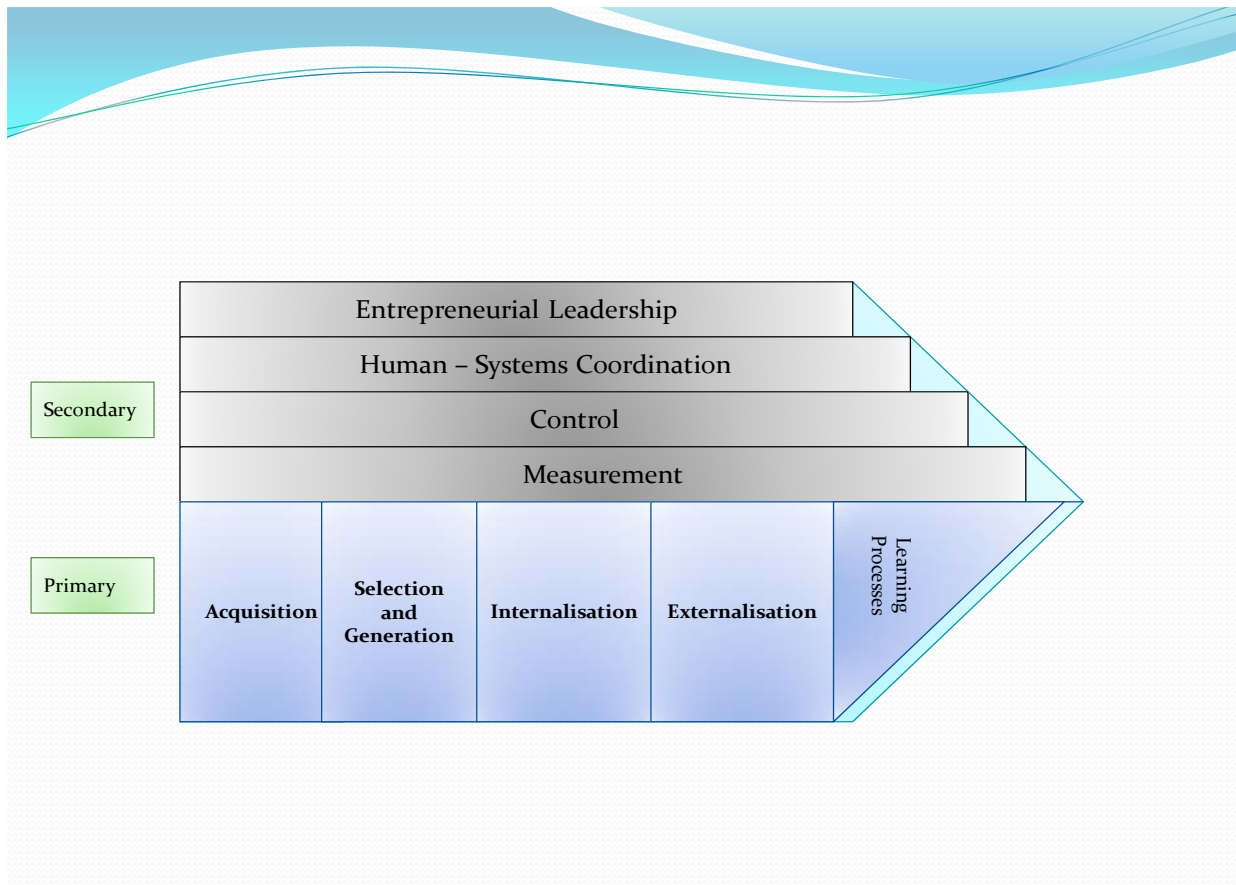 Entrepreneurial Leadership
Human – Systems Coordination
Secondary
Control
Measurement
Primary
Acquisition
Selection
and
Generation
Internalisation
Externalisation
Learning
Processes